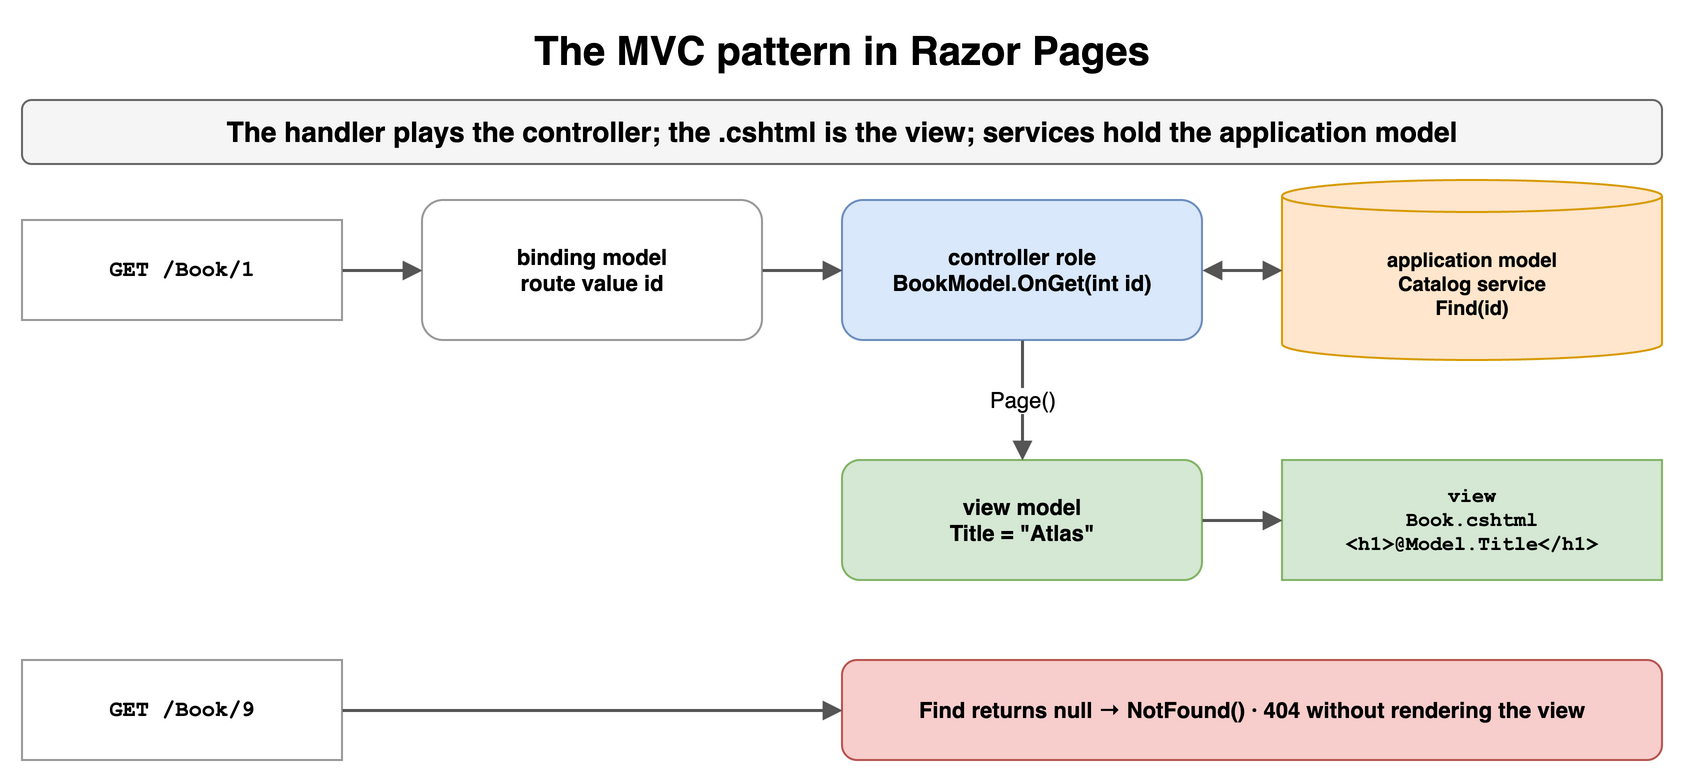 The MVC pattern in Razor Pages
The handler plays the controller; the .cshtml is the view; services hold the application model
GET /Book/1
binding model
route value id
controller role
BookModel.OnGet(int id)
application model
Catalog service
Find(id)
Page()
view model
Title = "Atlas"
view
Book.cshtml
<h1>@Model.Title</h1>
GET /Book/9
Find returns null → NotFound() · 404 without rendering the view